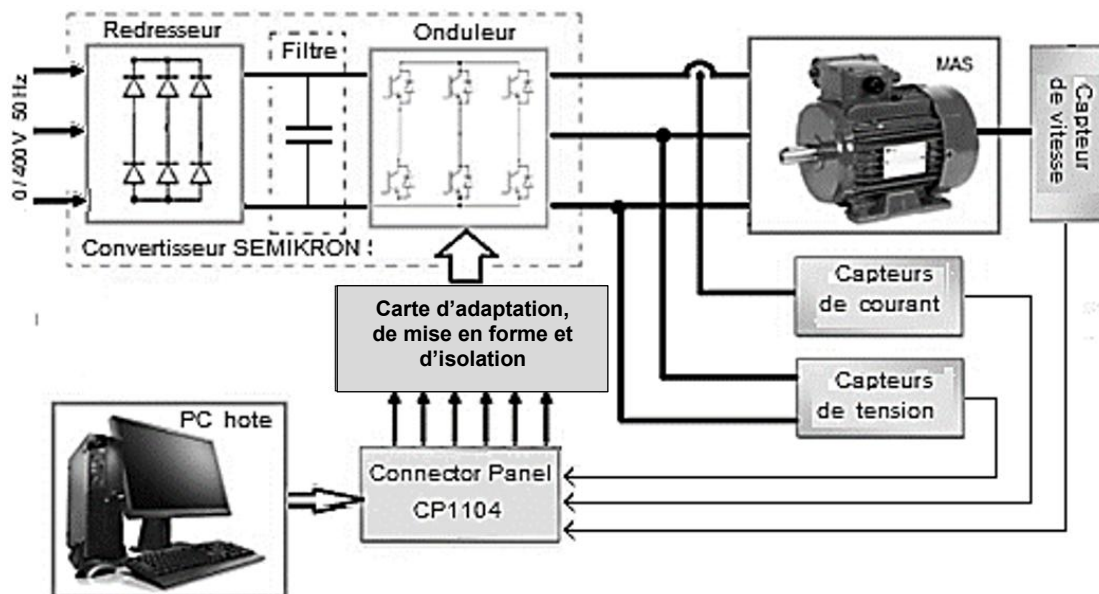 Redresseur
Filtre
Onduleur
MAS
Capteur
de vitesse
0 / 400 V 50 Hz
Convertisseur SEMIKRON
Carte d’adaptation,
de mise en forme et
d’isolation
Capteurs
de courant
Capteurs
de tension
PC hote
Connector Panel
CP1104